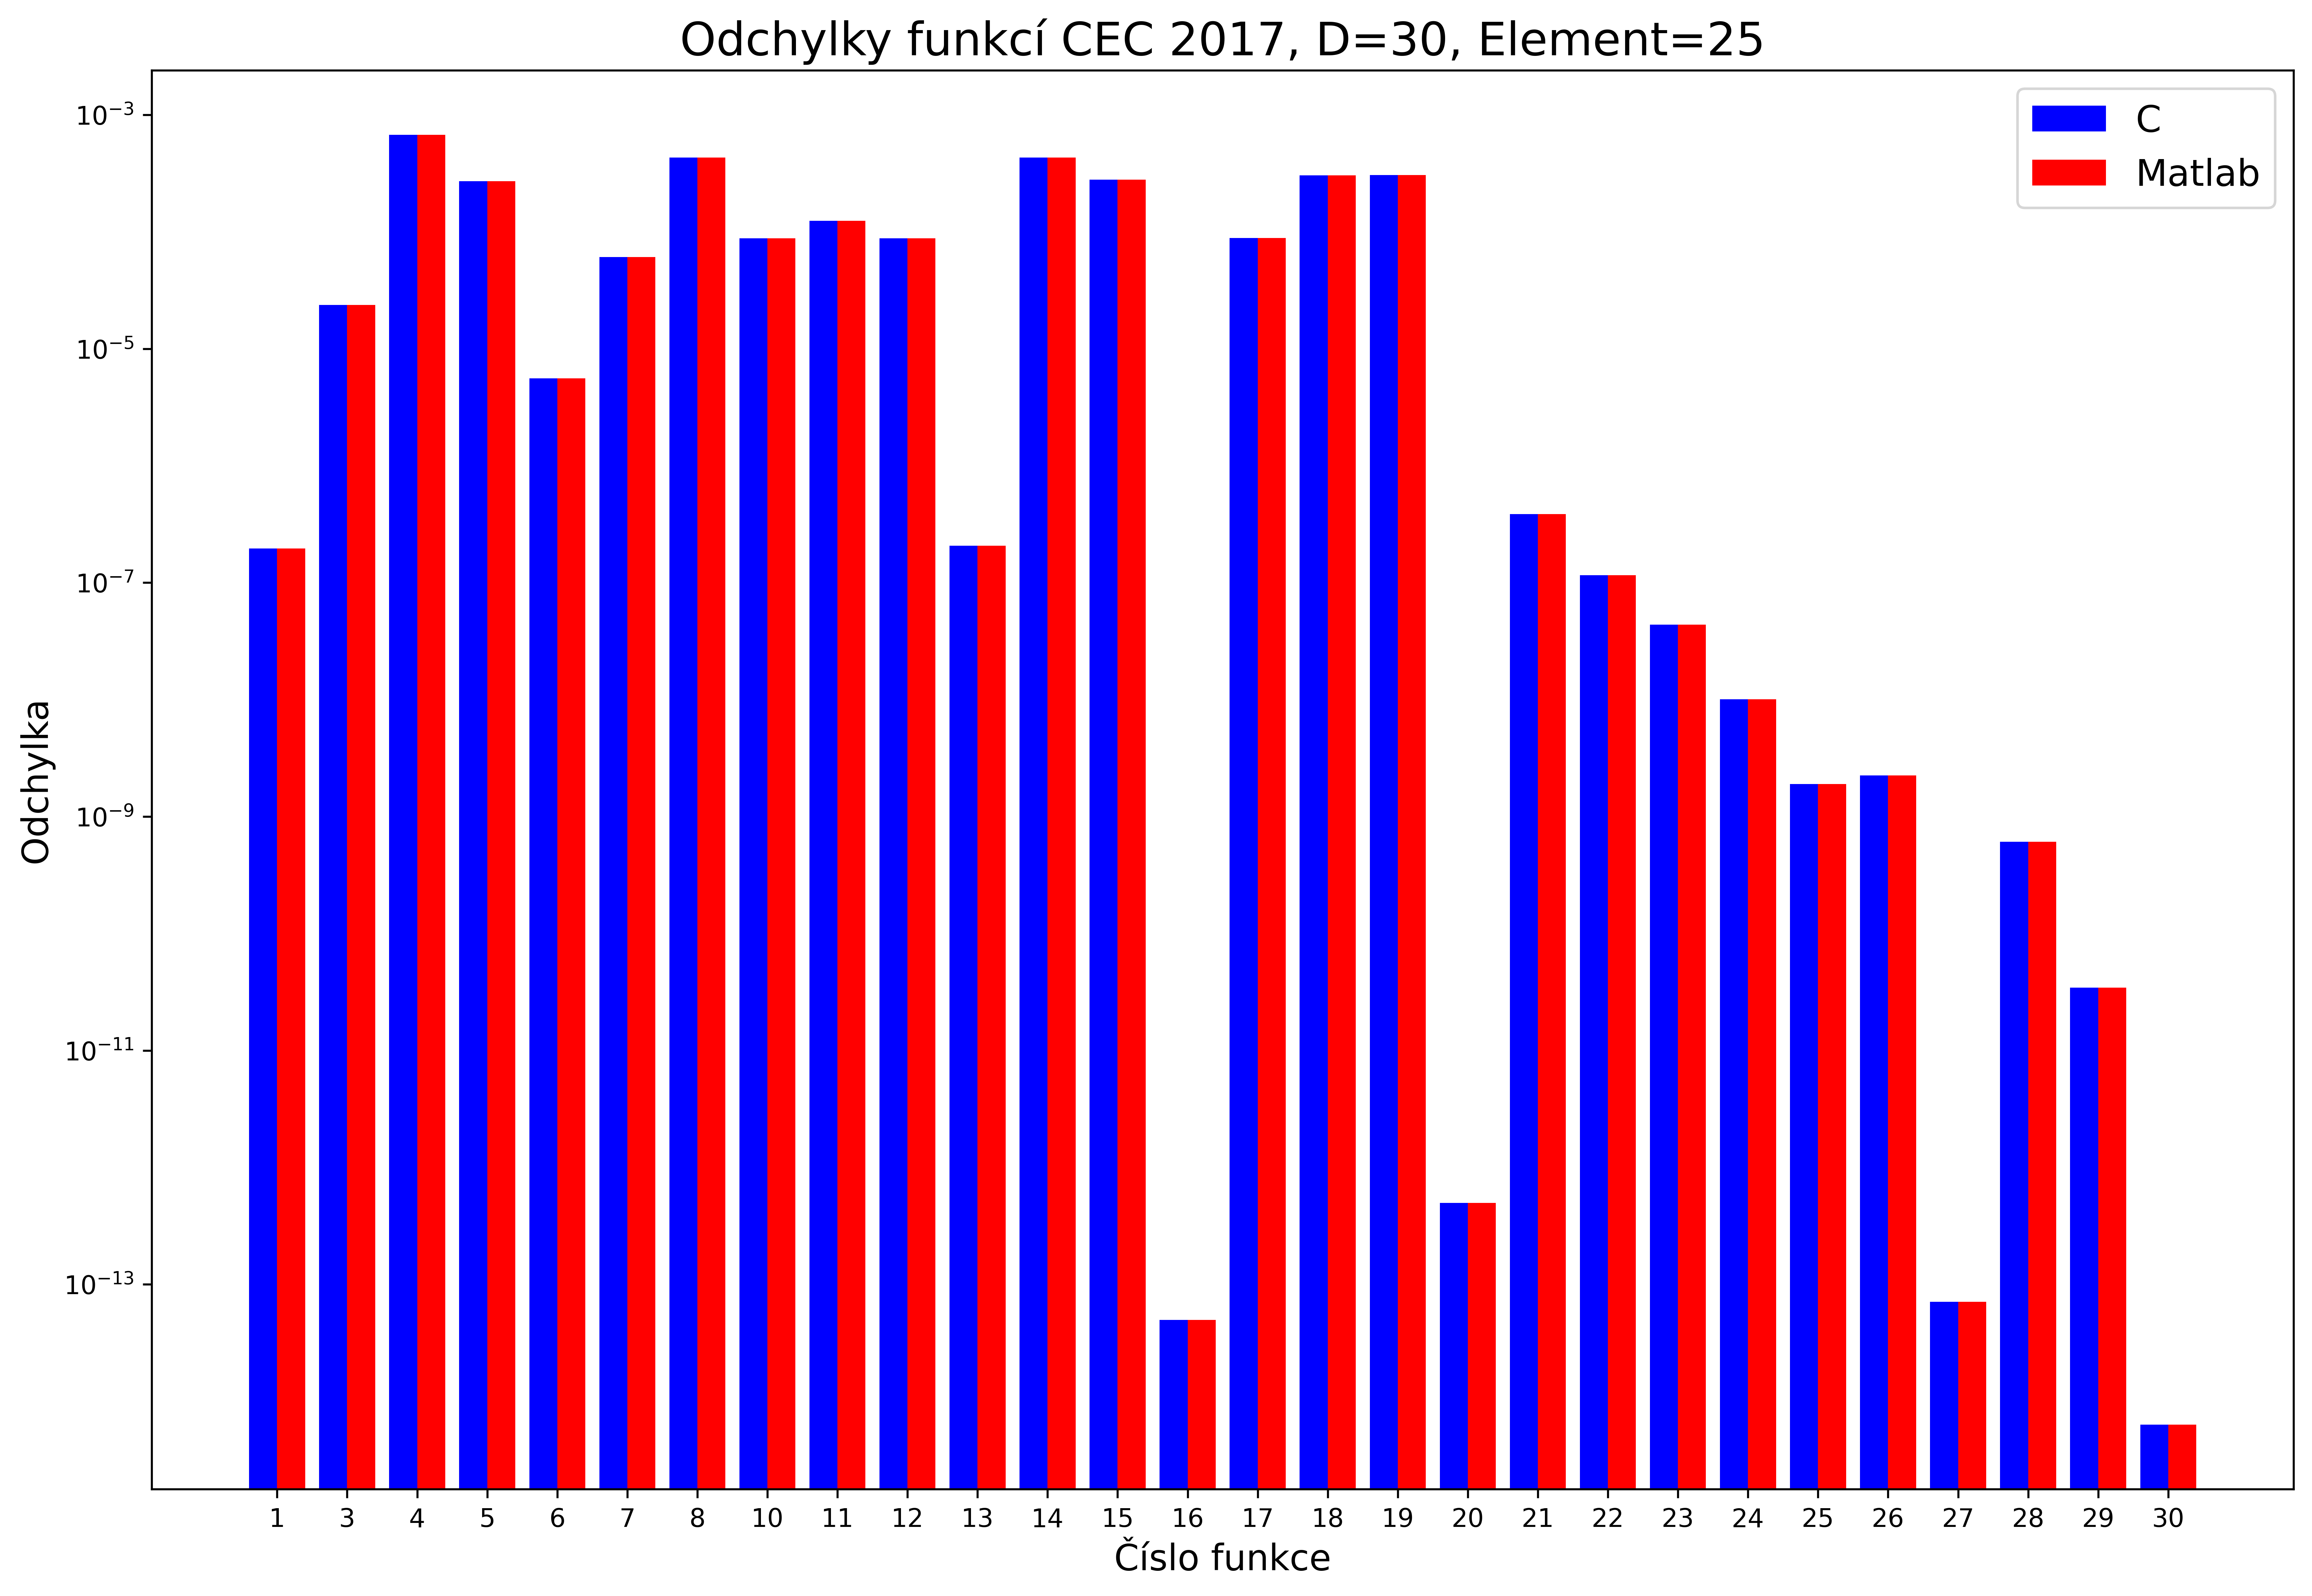 Odchylky funkcí CEC 2017, D=30, Element=25
C
Matlab
10⁻³
10⁻⁵
10⁻⁷
10⁻⁹
10⁻¹¹
10⁻¹³
Odchylka
1 3 4 5 6 7 8 10 11 12 13 14 15 16 17 18 19 20 21 22 23 24 25 26 27 28 29 30
Číslo funkce